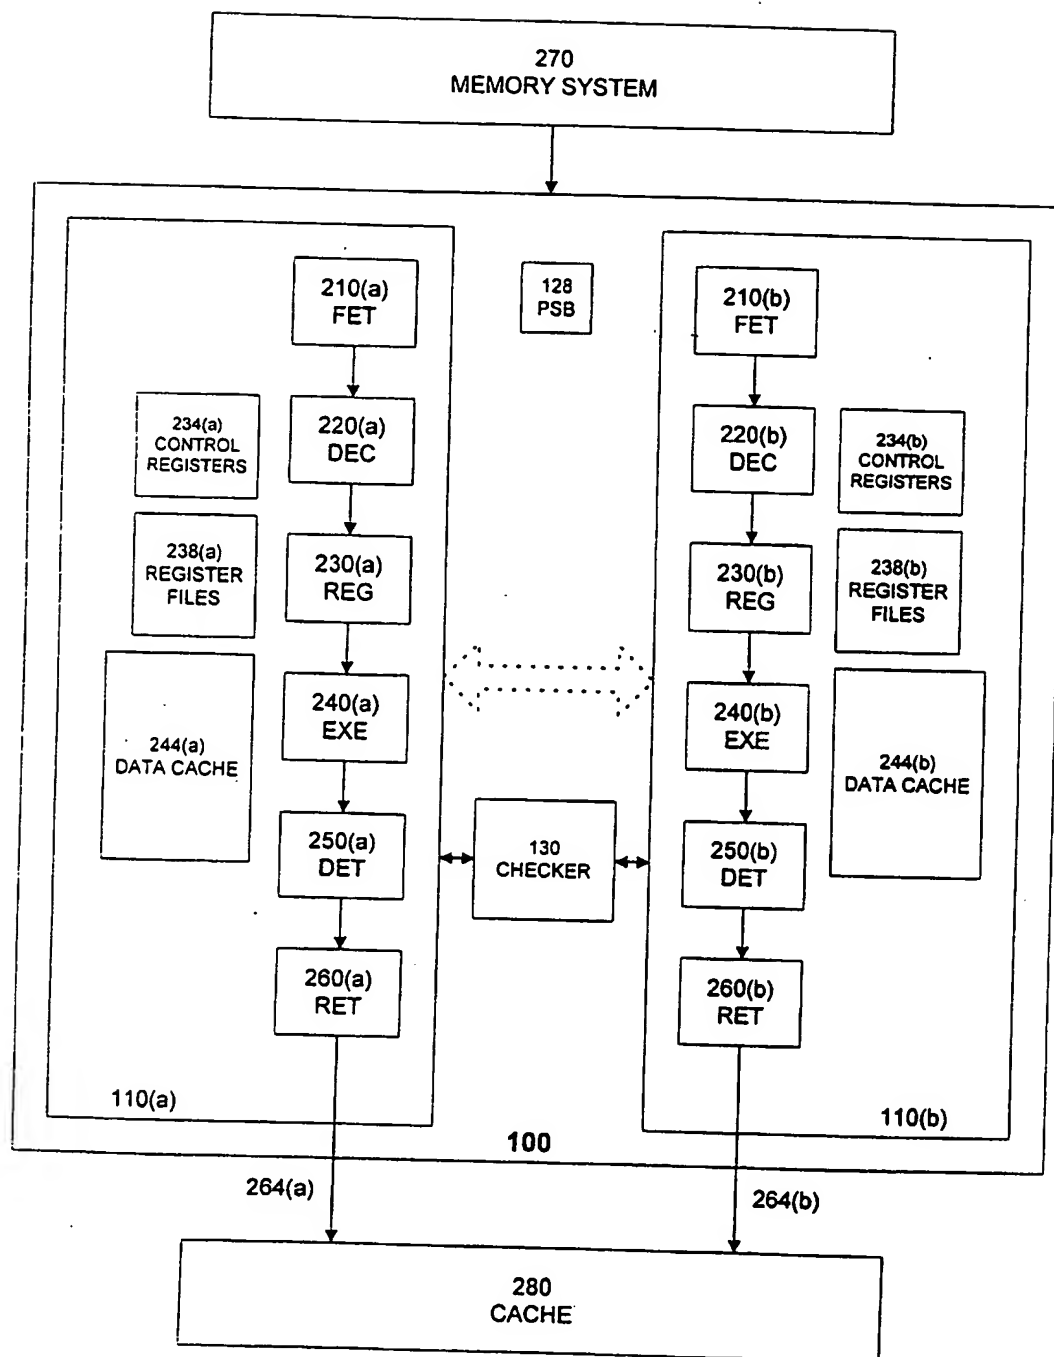 270
MEMORY SYSTEM
210(a)
FET
128
PSB
210(b)
FET
234(a)
CONTROL
REGISTERS
220(a)
DEC
220(b)
DEC
234(b)
CONTROL
REGISTERS
238(a)
REGISTER
FILES
230(a)
REG
230(b)
REG
238(b)
REGISTER
FILES
244(a)
DATA CACHE
240(a)
EXE
240(b)
EXE
244(b)
DATA CACHE
250(a)
DET
130
CHECKER
250(b)
DET
260(a)
RET
260(b)
RET
110(a)
110(b)
100
264(a)
264(b)
280
CACHE